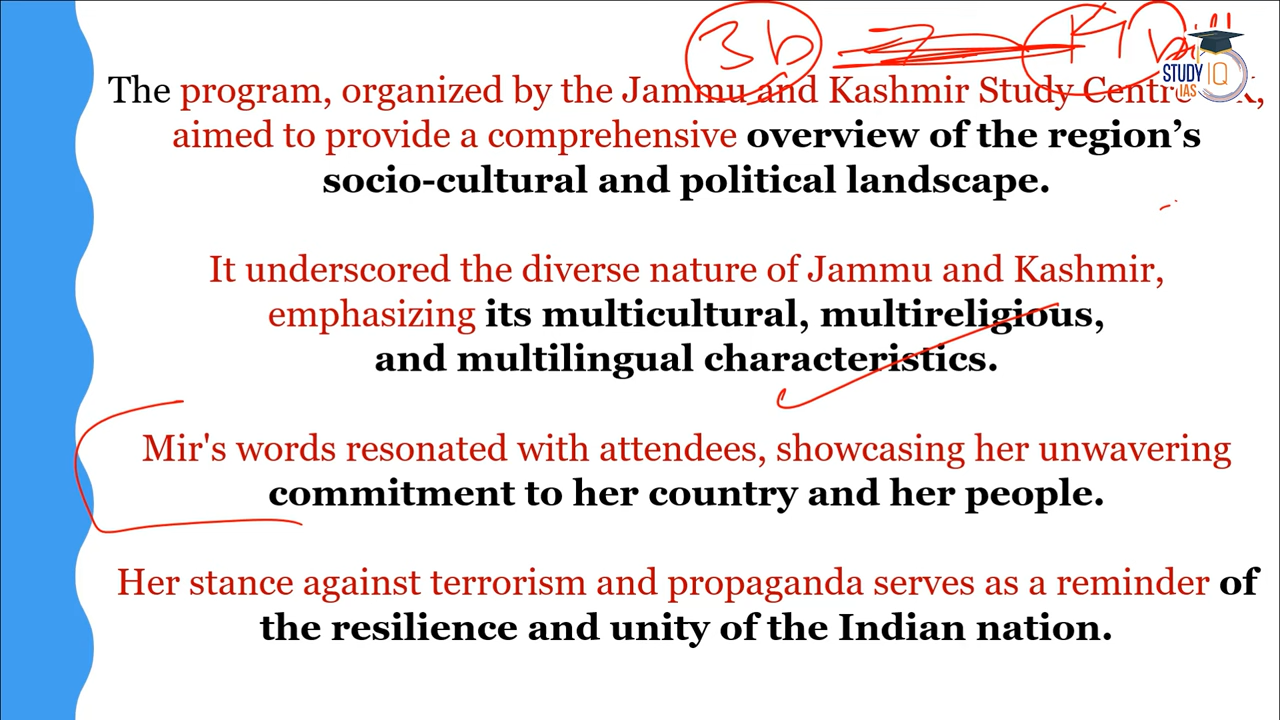 3b
The program, organized by the Jammu and Kashmir Study Centre
STUDY IQ
IAS
aimed to provide a comprehensive overview of the region’s
socio-cultural and political landscape.
It underscored the diverse nature of Jammu and Kashmir,
emphasizing its multicultural, multireligious,
and multilingual characteristics.
Mir's words resonated with attendees, showcasing her unwavering
commitment to her country and her people.
Her stance against terrorism and propaganda serves as a reminder of
the resilience and unity of the Indian nation.